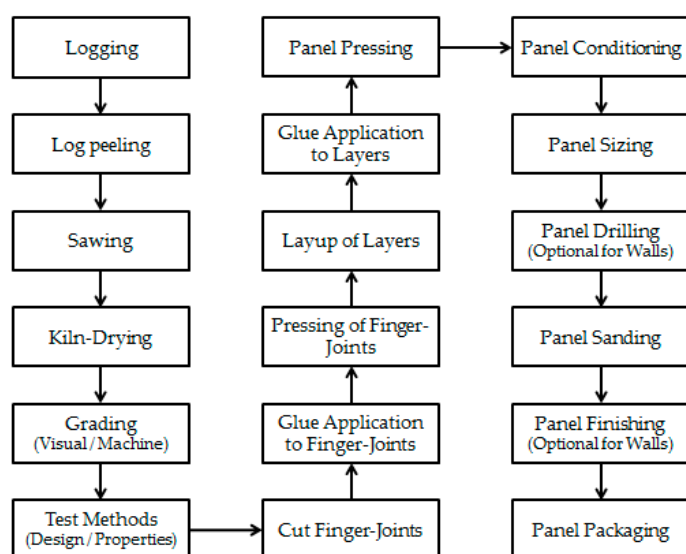 Logging
Log peeling
Sawing
Kiln-Drying
Grading
(Visual / Machine)
Test Methods
(Design / Properties)
Cut Finger-Joints
Glue Application
to Finger-Joints
Pressing of Finger-
Joints
Layup of Layers
Glue Application
to Layers
Panel Pressing
Panel Conditioning
Panel Sizing
Panel Drilling
(Optional for Walls)
Panel Sanding
Panel Finishing
(Optional for Walls)
Panel Packaging